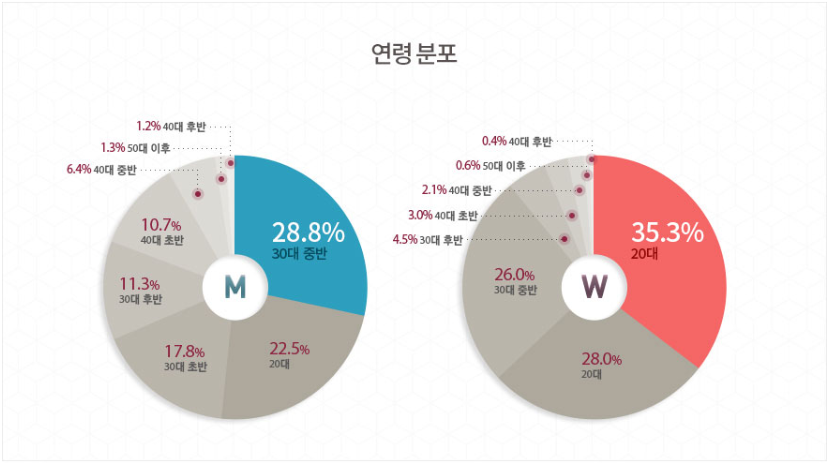 연령 분포
1.2% 40대 후반
1.3% 50대 이후
6.4% 40대 중반
10.7%
40대 초반
11.3%
30대 후반
17.8%
30대 초반
22.5%
20대
28.8%
30대 중반
M
0.4% 40대 후반
0.6% 50대 이후
2.1% 40대 중반
3.0% 40대 초반
4.5% 30대 후반
26.0%
30대 중반
28.0%
20대
35.3%
20대
W